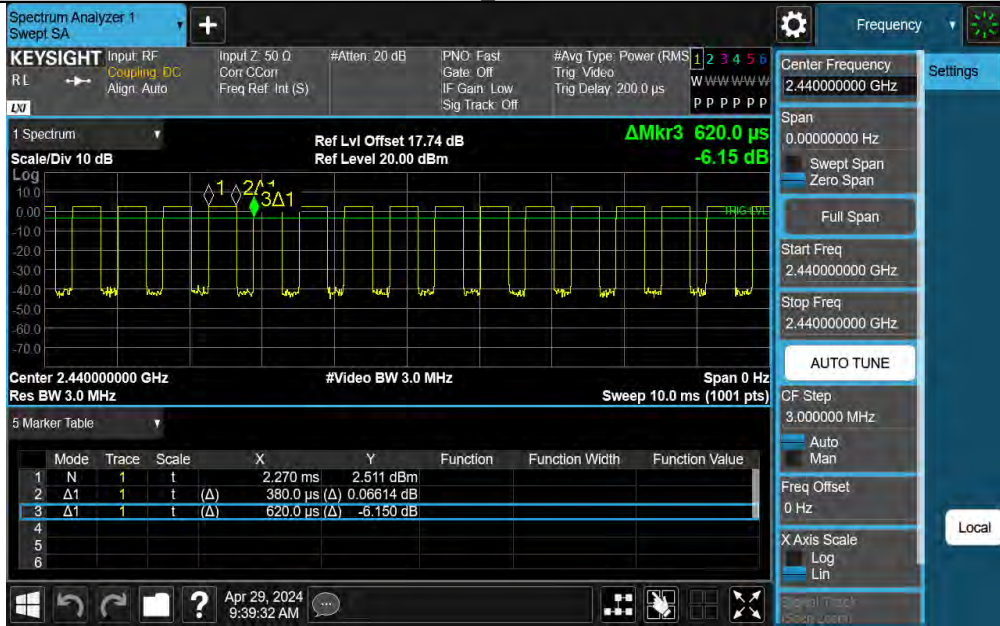 Spectrum Analyzer 1
Swept SA
+
Frequency
KEYSIGHT
RL
LXI
Input: RF
Coupling: DC
Align: Auto
Input Z: 50 Ω
Corr CCorr
Freq Ref: Int (S)
#Atten: 20 dB
PNO: Fast
Gate: Off
IF Gain: Low
Sig Track: Off
#Avg Type: Power (RMS
Trig: Video
Trig Delay: 200.0 µs
1 2 3 4 5 6
W W W W W W
P P P P P P
1 Spectrum
Scale/Div 10 dB
Ref Lvl Offset 17.74 dB
Ref Level 20.00 dBm
ΔMkr3 620.0 µs
-6.15 dB
Log
10.0
0.00
-10.0
-20.0
-30.0
-40.0
-50.0
-60.0
-70.0
1
2Δ1
3Δ1
TRIG LVL
Center 2.440000000 GHz
Res BW 3.0 MHz
#Video BW 3.0 MHz
Span 0 Hz
Sweep 10.0 ms (1001 pts)
5 Marker Table
Mode Trace Scale X Y Function Function Width Function Value
1 N 1 t 2.270 ms 2.511 dBm
2 Δ1 1 t (Δ) 380.0 µs (Δ) 0.06614 dB
3 Δ1 1 t (Δ) 620.0 µs (Δ) -6.150 dB
4
5
6
?
Apr 29, 2024
9:39:32 AM
Center Frequency
2.440000000 GHz
Span
0.00000000 Hz
Swept Span
Zero Span
Full Span
Start Freq
2.440000000 GHz
Stop Freq
2.440000000 GHz
AUTO TUNE
CF Step
3.000000 MHz
Auto
Man
Freq Offset
0 Hz
X Axis Scale
Log
Lin
Signal Track
(Span Zoom)
Settings
Local